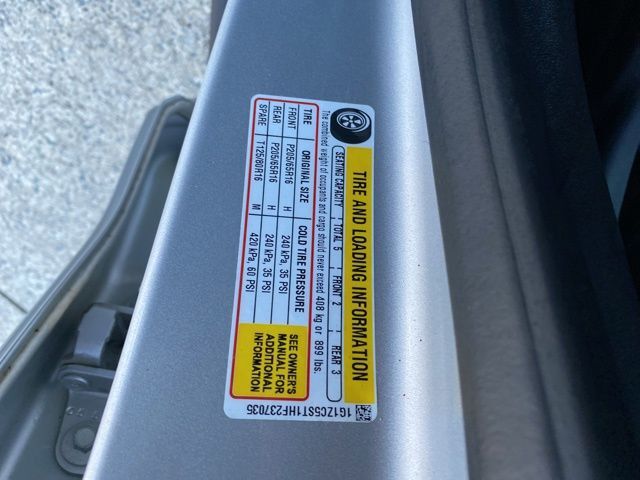 TIRE AND LOADING INFORMATION
SEATING CAPACITY | TOTAL 5 | FRONT 2 | REAR 3
The combined weight of occupants and cargo should never exceed 408 kg or 899 lbs.
TIRE ORIGINAL SIZE COLD TIRE PRESSURE
FRONT P205/65R16 H 240 kPa, 35 PSI
REAR P205/65R16 H 240 kPa, 35 PSI
SPARE T125/80R16 M 420 kPa, 60 PSI
SEE OWNER'S
MANUAL FOR
ADDITIONAL
INFORMATION
1G1ZC5ST1HF237035